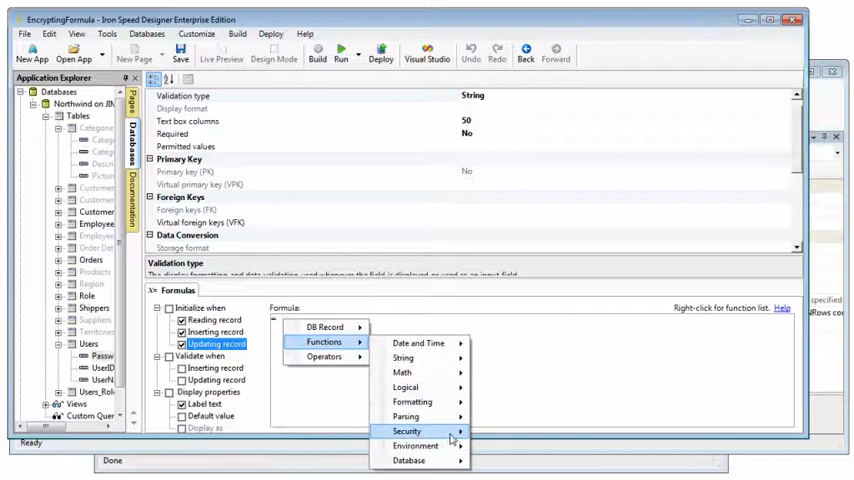 EncryptingFormula - Iron Speed Designer Enterprise Edition
File Edit View Tools Databases Customize Build Deploy Help
New App Open App New Page Save Live Preview Design Mode Build Run Deploy Visual Studio Undo Redo Back Forward
Application Explorer
Databases
Northwind on JIN
Tables
Categorie
Categ
Categ
Descri
Pictur
Customer
Customer
Customer
Employee
Employee
Order Det
Orders
Products
Region
Role
Shippers
Suppliers
Territories
Users
Passw
UserID
UserN
Users_Rol
Views
Custom Quer
Pages
Databases
Documentation
Validation type String
Display format
Text box columns 50
Required No
Permitted values
Primary Key
Primary key (PK) No
Virtual primary key (VPK)
Foreign Keys
Foreign keys (FK)
Virtual foreign keys (VFK)
Data Conversion
Storage format
Validation type
The display formatting and data validation used whenever the field is displayed or used as an input field.
X= Formulas
Initialize when
Reading record
Inserting record
Updating record
Validate when
Inserting record
Updating record
Display properties
Label text
Default value
Display as
Formula: Right-click for function list. Help
=
DB Record
Functions
Operators
Date and Time
String
Math
Logical
Formatting
Parsing
Security
Environment
Database
specified
NRows cor
Ready
Done